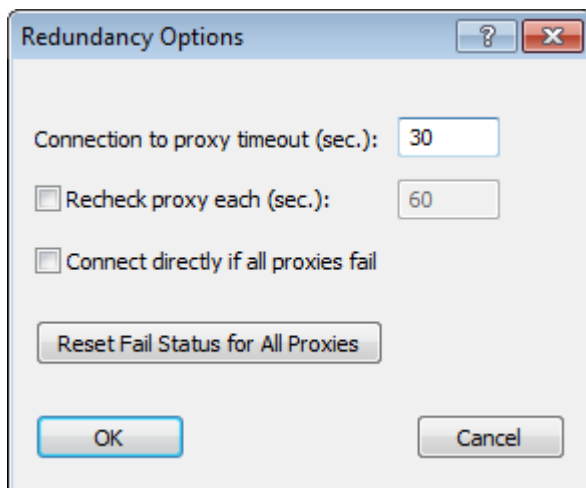 Redundancy Options
Connection to proxy timeout (sec.): 30
Recheck proxy each (sec.): 60
Connect directly if all proxies fail
Reset Fail Status for All Proxies
OK Cancel